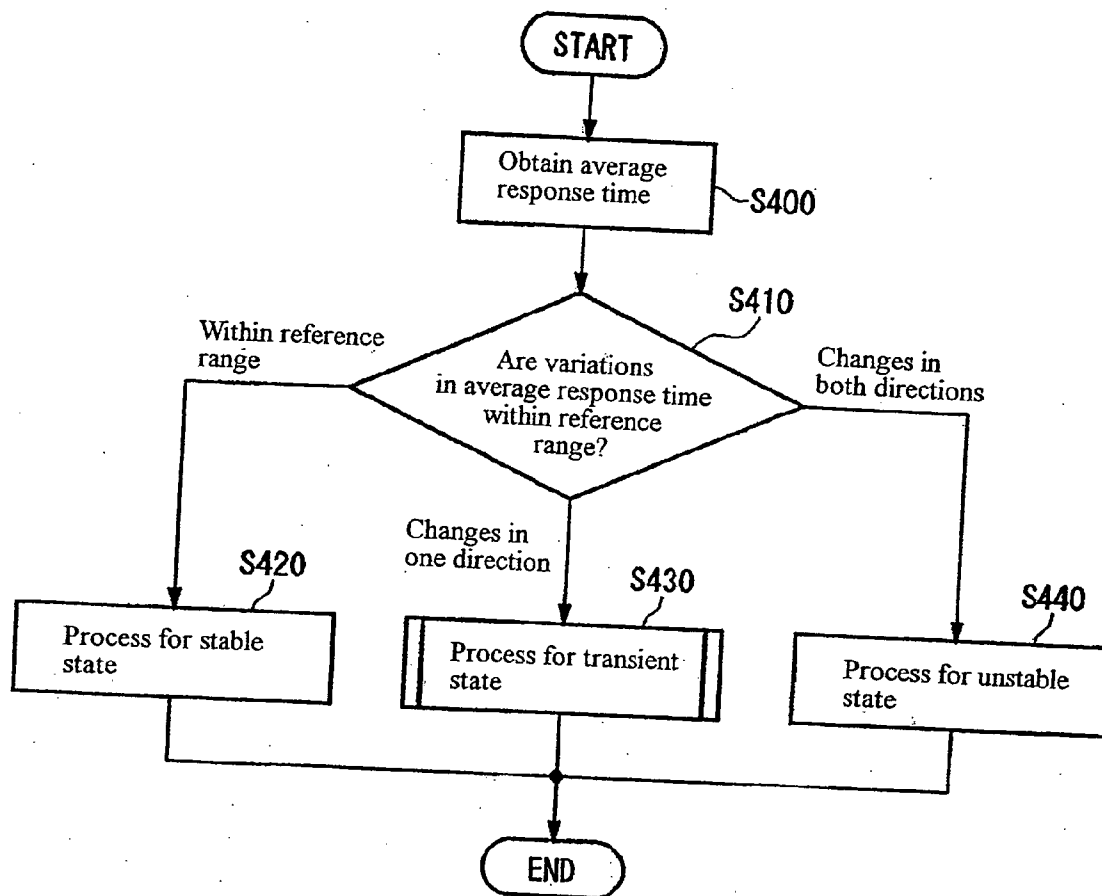 START
Obtain average
response time
S400
S410
Within reference
range
Are variations
in average response time
within reference
range?
Changes in
both directions
Changes in
one direction
S420
S430
S440
Process for stable
state
Process for transient
state
Process for unstable
state
END